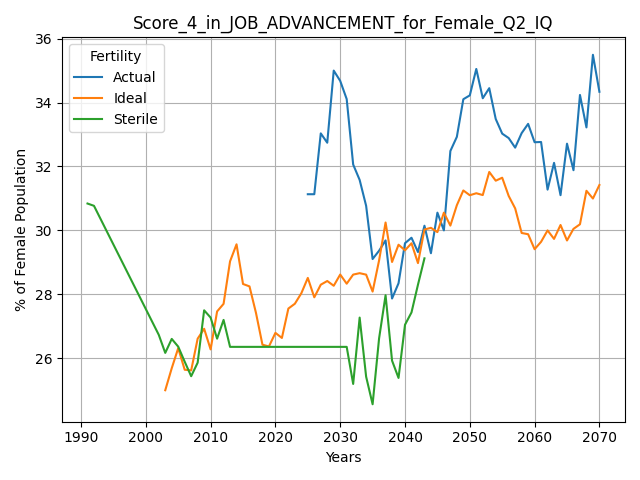 Score_4_in_JOB_ADVANCEMENT_for_Female_Q2_IQ
Fertility
Actual
Ideal
Sterile
% of Female Population
36
34
32
30
28
26
1990 2000 2010 2020 2030 2040 2050 2060 2070
Years